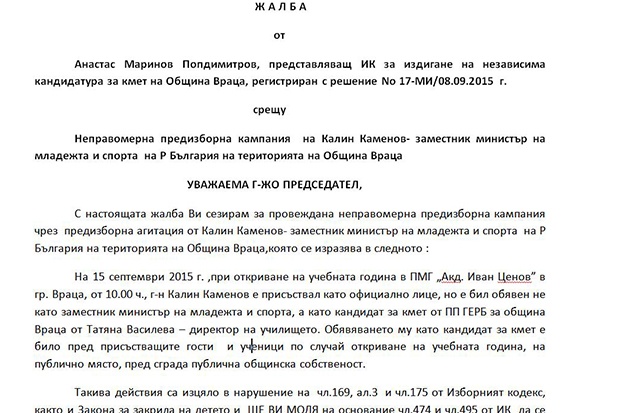 Ж А Л Б А
от
Анастас Маринов Попдимитров, представляващ ИК за издигане на независима
кандидатура за кмет на Община Враца, регистриран с решение No 17-МИ/08.09.2015 г.
срещу
Неправомерна предизборна кампания на Калин Каменов- заместник министър на
младежта и спорта на Р България на територията на Община Враца
УВАЖАЕМА Г-ЖО ПРЕДСЕДАТЕЛ,
С настоящата жалба Ви сезирам за провеждана неправомерна предизборна кампания
чрез предизборна агитация от Калин Каменов- заместник министър на младежта и спорта на Р
България на територията на Община Враца,която се изразява в следното :
На 15 септември 2015 г. ,при откриване на учебната година в ПМГ „Акд. Иван Ценов" в
гр. Враца, от 10.00 ч., г-н Калин Каменов е присъствал като официално лице, но е бил обявен не
като заместник министър на младежта и спорта, а като кандидат за кмет от ПП ГЕРБ за община
Враца от Татяна Василева – директор на училището. Обявяването му като кандидат за кмет е
било пред присъстващите гости и ученици по случай откриване на учебната година, на
публично място, пред сграда публична общинска собственост.
Такива действия са изцяло в нарушение на чл.169, ал.3 и чл.175 от Изборният кодекс,
както и Закона за закрила на детето и ЩЕ ВИ МОЛЯ на основание чл.474 и чл.495 от ИК да се